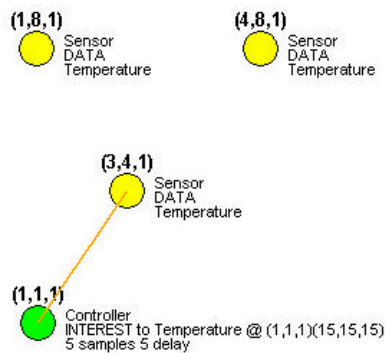 (1,8,1)
Sensor
DATA
Temperature
(4,8,1)
Sensor
DATA
Temperature
(3,4,1)
Sensor
DATA
Temperature
(1,1,1)
Controller
INTEREST to Temperature @ (1,1,1)(15,15,15)
5 samples 5 delay